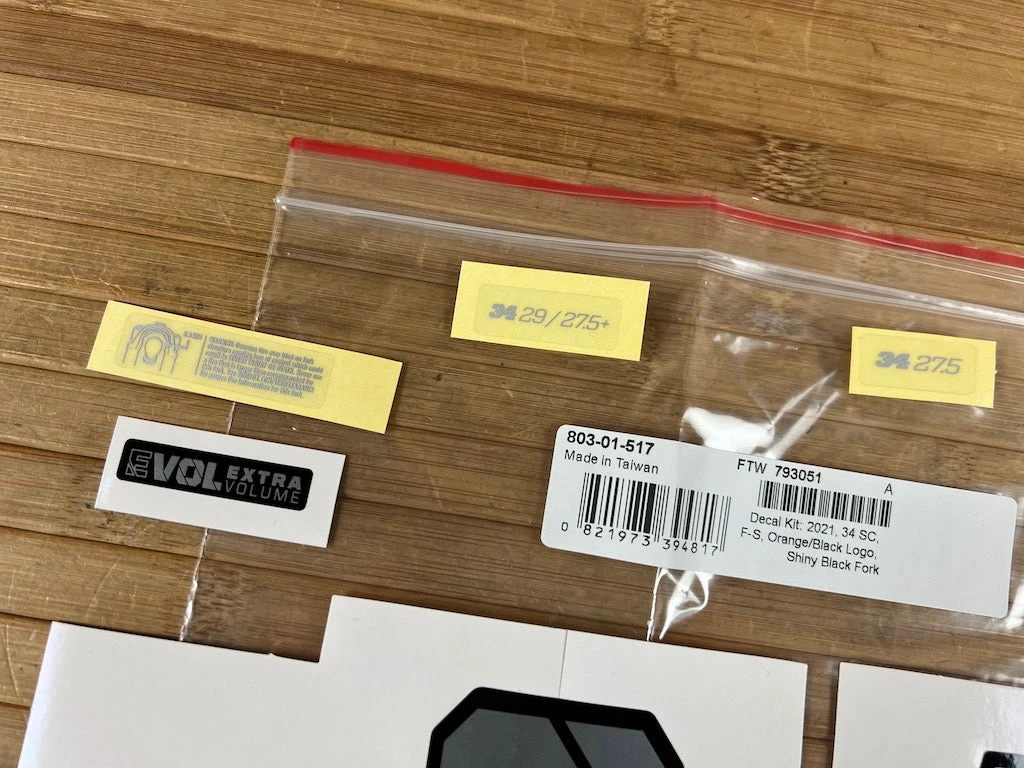 34 29 / 27.5+
34 27.5
EVOL EXTRA
VOLUME
803-01-517
Made in Taiwan
0 821973 394817
FTW 793051
A
Decal Kit: 2021, 34 SC,
F-S, Orange/Black Logo,
Shiny Black Fork